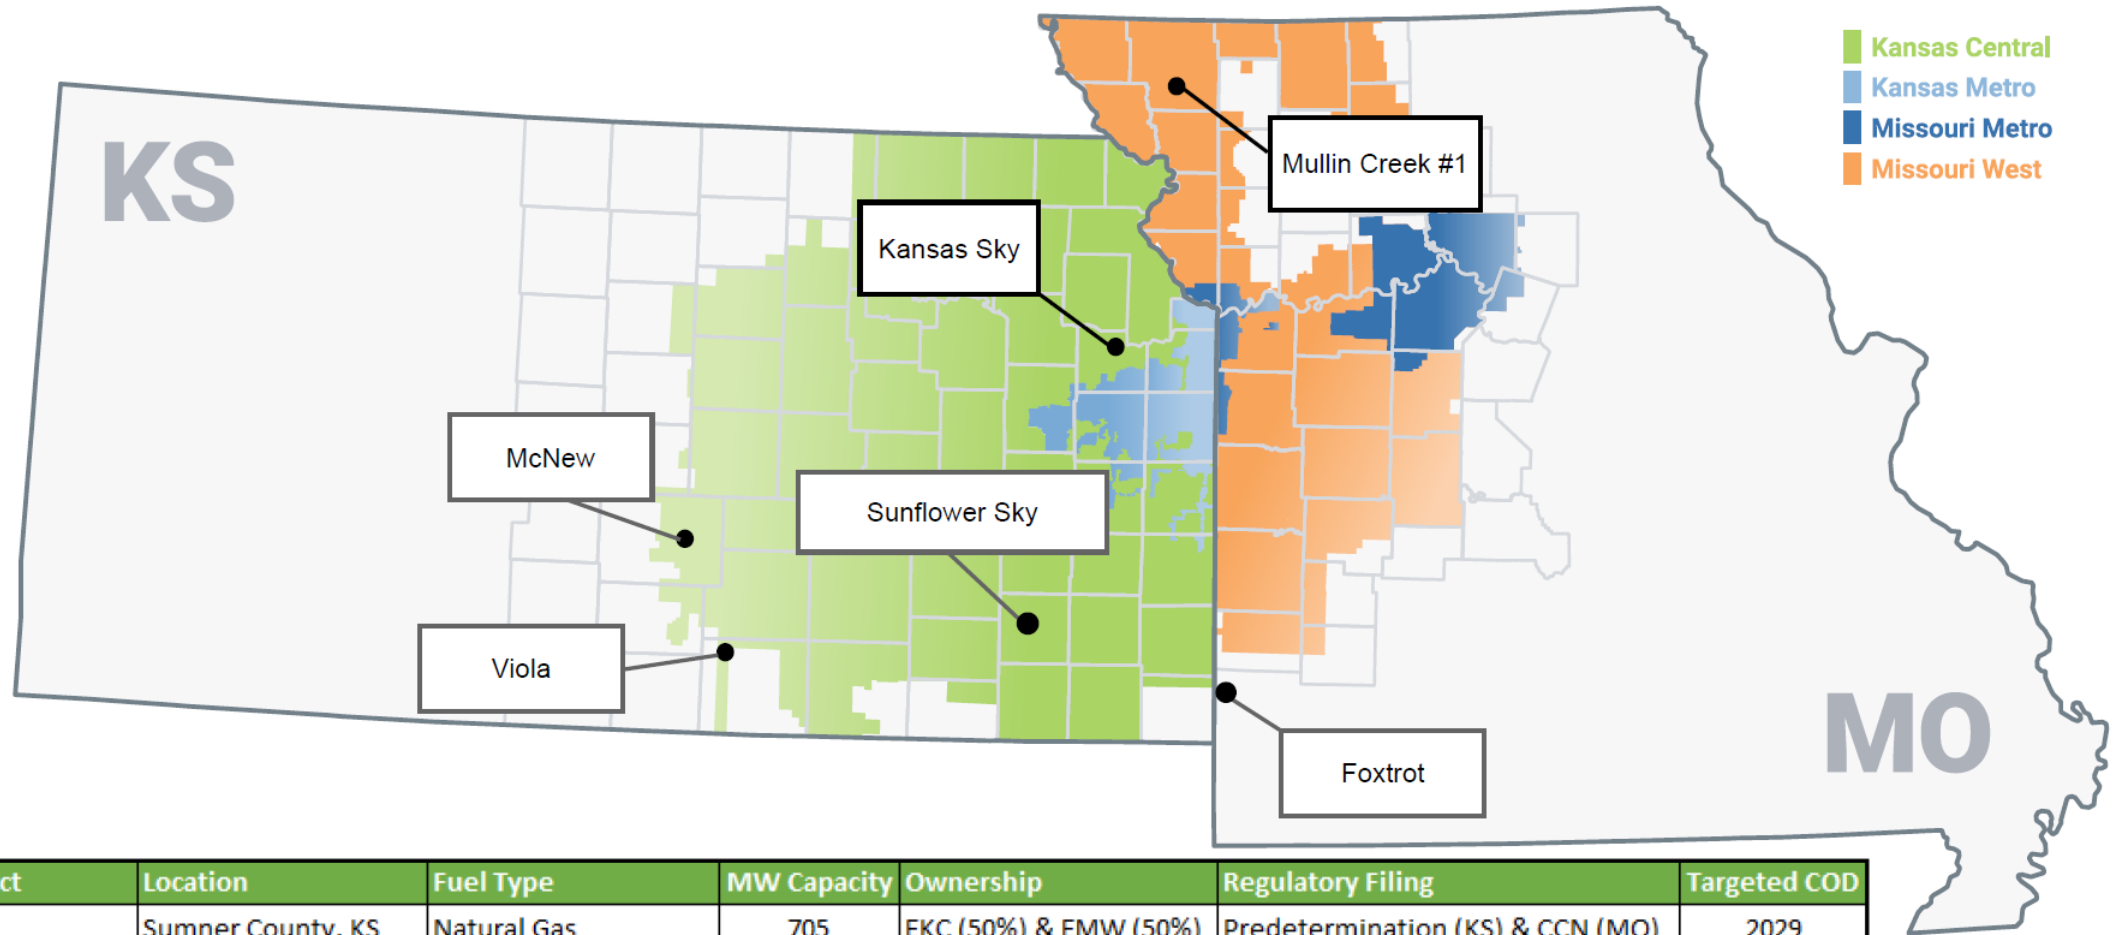 Kansas Central
Kansas Metro
Missouri Metro
Missouri West
KS
Mullin Creek #1
Kansas Sky
McNew
Sunflower Sky
Viola
Foxtrot
MO
ct Location Fuel Type MW Capacity Ownership Regulatory Filing Targeted COD
Sumner County, KS Natural Gas 705 EKC (50%) & EMW (50%) Predetermination (KS) & CCN (MO) 2029